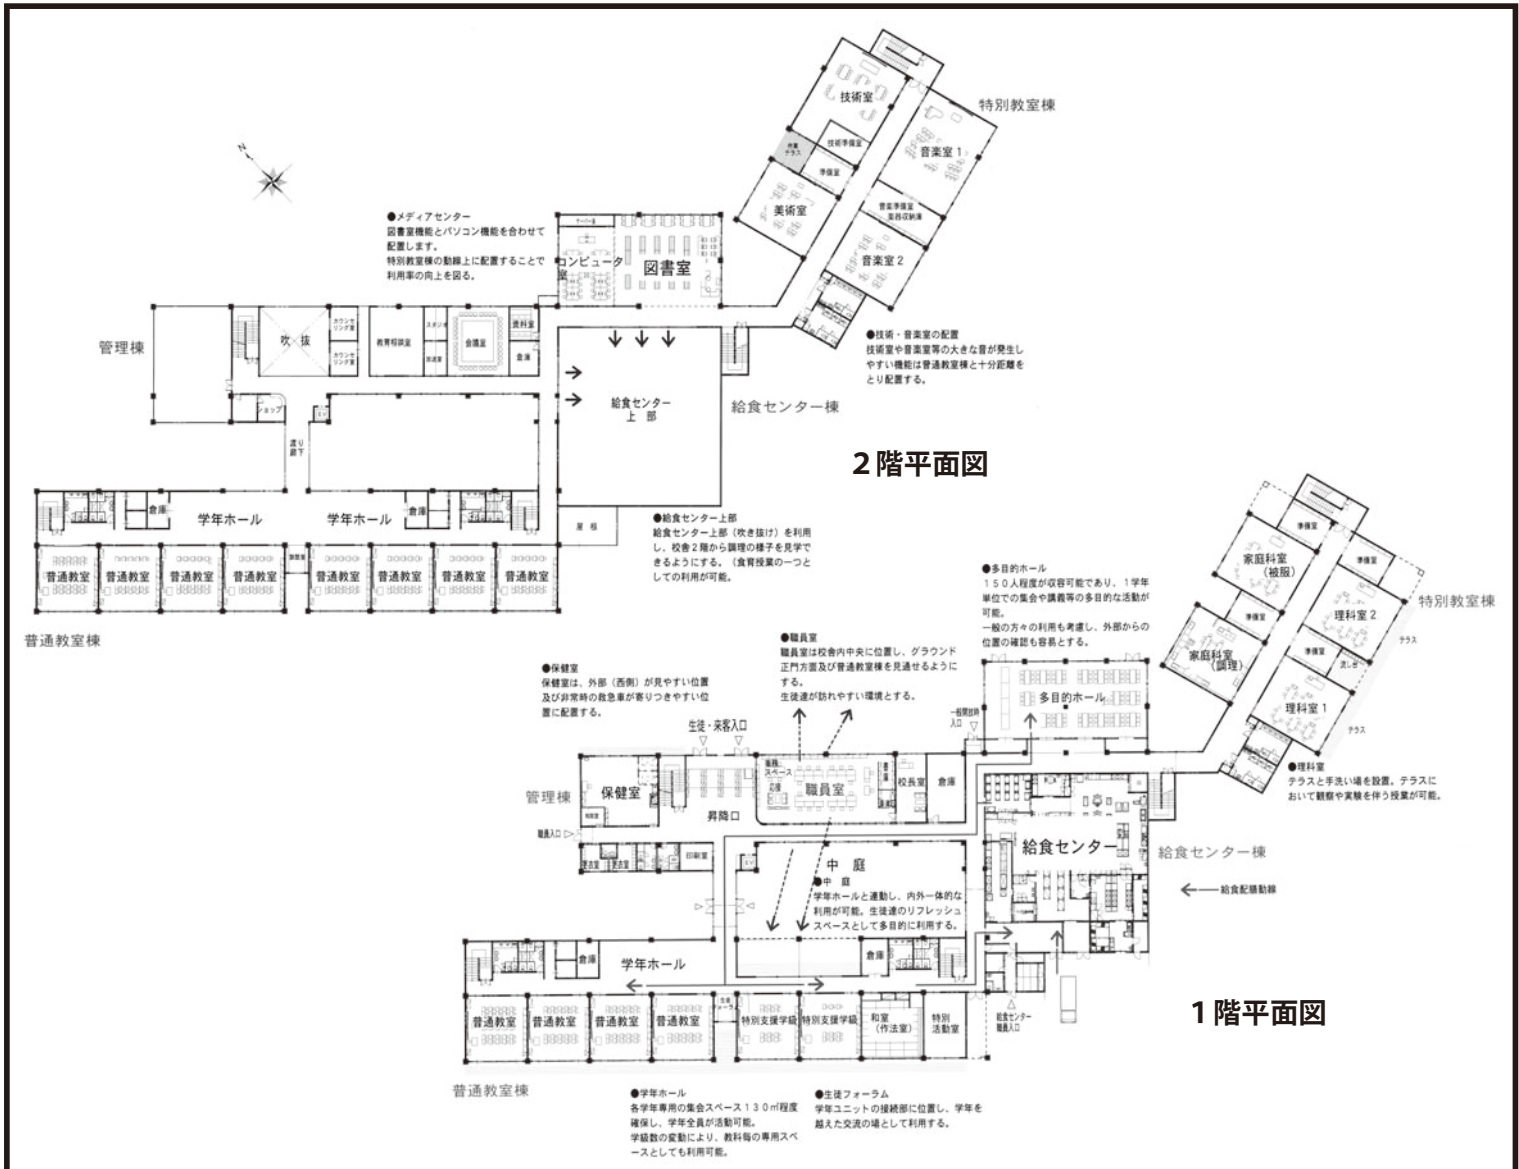 技術室
特別教室棟
作業
テラス
技術準備室
音楽室1
準備室
美術室
音楽準備室
楽器収納庫
音楽室2
N
●メディアセンター
図書室機能とパソコン機能を合わせて
配置します。
特別教室棟の動線上に配置することで
利用率の向上を図る。
コンピュータ
室
図書室
●技術・音楽室の配置
技術室や音楽室等の大きな音が発生し
やすい機能は普通教室棟と十分距離を
とり配置する。
管理棟
吹 抜
カウンセ
リング室
カウンセ
リング室
教育相談室
スタジオ
放送室
会議室
資料室
倉庫
給食センター
上 部
給食センター棟
ショップ
EV
渡り
廊下
2階平面図
倉庫
学年ホール
学年ホール
倉庫
屋 根
●給食センター上部
給食センター上部（吹き抜け）を利用
し、校舎2階から調理の様子を見学で
きるようにする。（食育授業の一つと
しての利用が可能。
普通教室
普通教室
普通教室
普通教室
普通教室
普通教室
普通教室
普通教室
普通教室棟
準備室
家庭科室
（被服）
準備室
特別教室棟
理科室2
準備室
テラス
家庭科室
（調理）
準備室
流し台
理科室1
テラス
●多目的ホール
150人程度が収容可能であり、1学年
単位での集会や講義等の多目的な活動が
可能。
一般の方々の利用も考慮し、外部からの
位置の確認も容易とする。
●職員室
職員室は校舎内中央に位置し、グラウンド
正門方面及び普通教室棟を見通せるように
する。
生徒達が訪れやすい環境とする。
●保健室
保健室は、外部（西側）が見やすい位置
及び非常時の救急車が寄りつきやすい位
置に配置する。
多目的ホール
一般開放時
入口
生徒・来客入口
●理科室
テラスと手洗い場を設置。テラスに
おいて観察や実験を伴う授業が可能。
管理棟
保健室
昇降口
スペース
応接
職員室
校長室
倉庫
職員入口
更衣室
更衣室
印刷室
EV
給食センター
給食センター棟
給食配膳動線
中 庭
●中 庭
学年ホールと連動し、内外一体的な
利用が可能。生徒達のリフレッシュ
スペースとして多目的に利用する。
倉庫
学年ホール
倉庫
普通教室
普通教室
普通教室
普通教室
生徒
フォーラム
特別支援学級
特別支援学級
和室
（作法室）
特別
活動室
給食センター
職員入口
1階平面図
普通教室棟
●学年ホール
各学年専用の集会スペース130㎡程度
確保し、学年全員が活動可能。
学級数の変動により、教科毎の専用スペ
ースとしても利用可能。
●生徒フォーラム
学年ユニットの接続部に位置し、学年を
越えた交流の場として利用する。